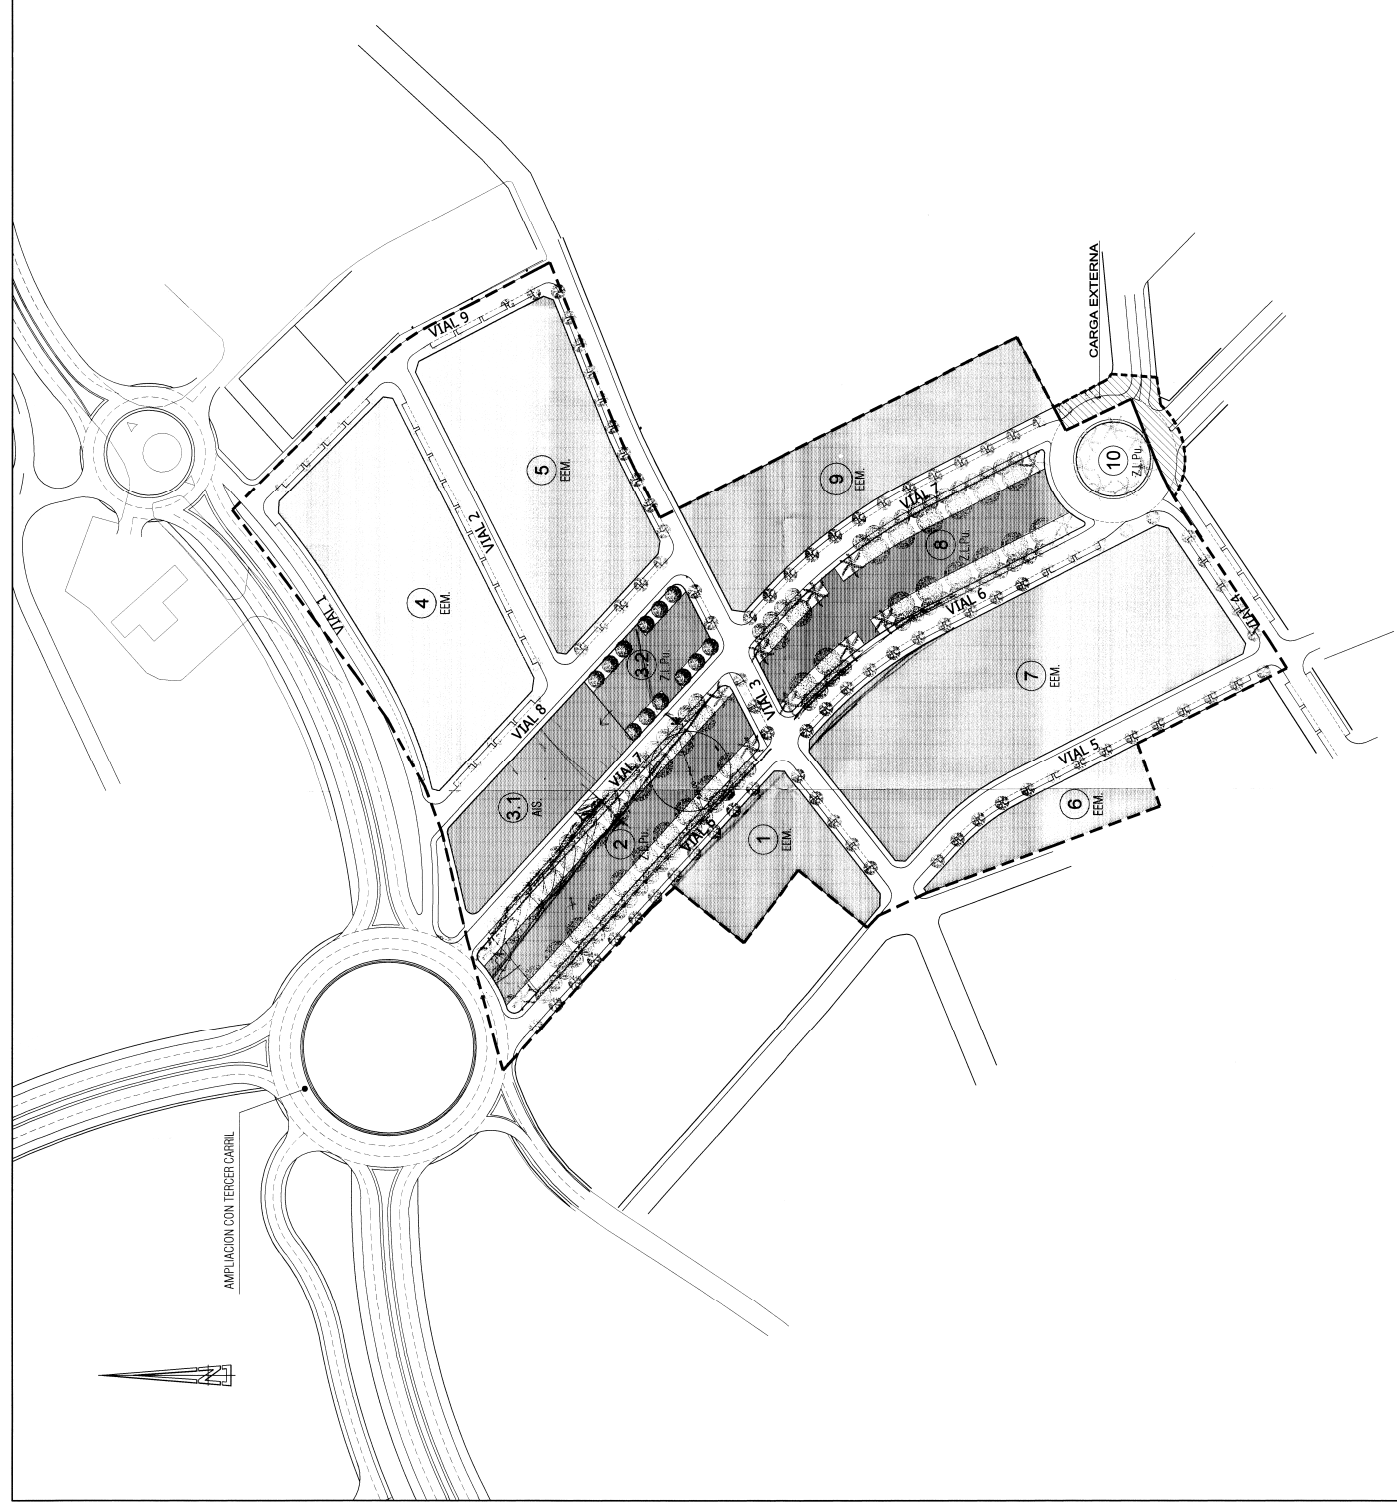 CARGA EXTERNA
VIAL 9
VIAL 1
VIAL 2
5
EEM.
4
EEM.
9
EEM.
10
Z.L.Pu.
VIAL 7
8
Z.L.Pu.
VIAL 6
VIAL 4
3.2
Z.L.Pu.
7
EEM.
VIAL 8
VIAL 3
VIAL 5
VIAL 7
3.1
AIS.
6
EEM.
2
Z.L.Pu.
VIAL 6
1
EEM.
AMPLIACION CON TERCER CARRIL
N